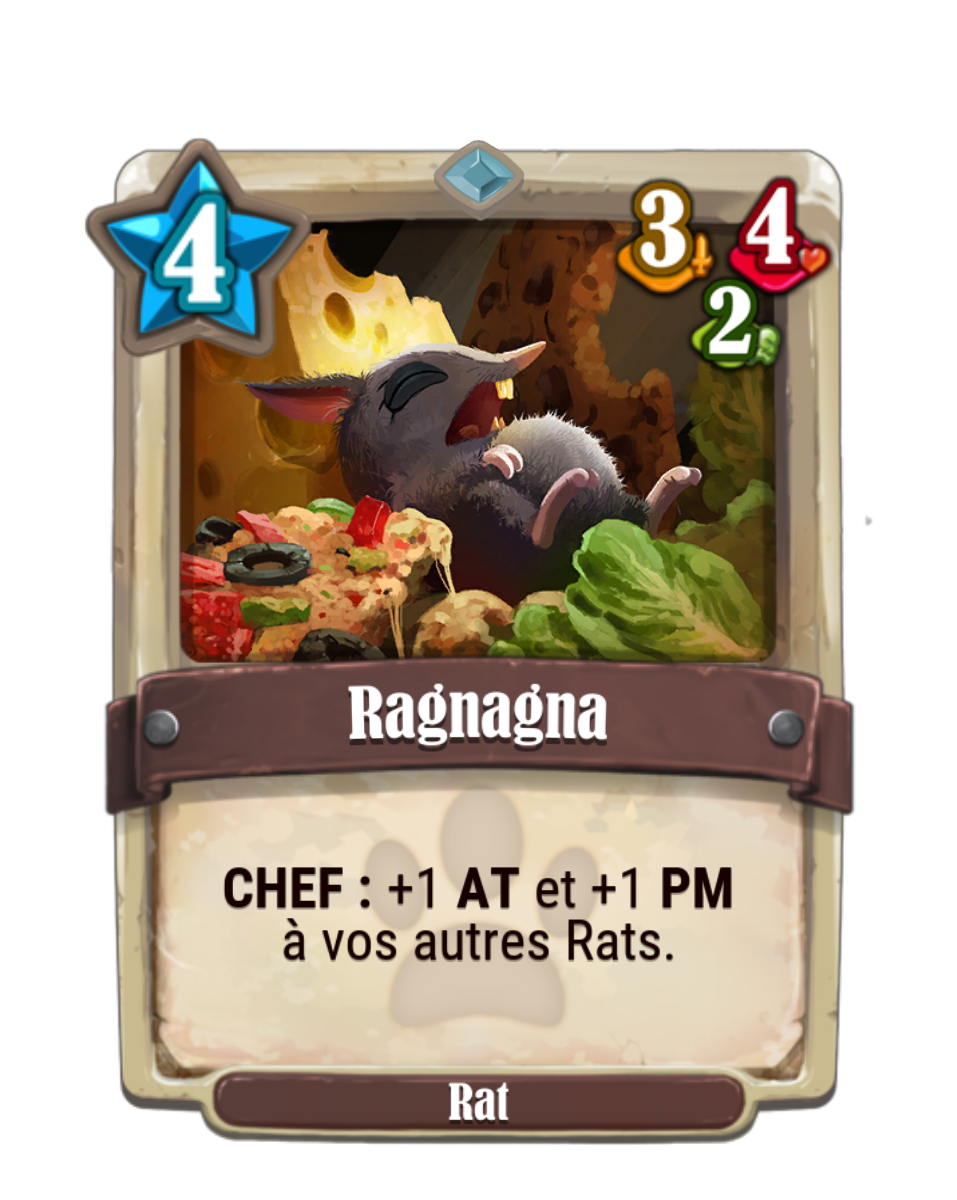 4
3
4
2
Ragnagna
CHEF : +1 AT et +1 PM
à vos autres Rats.
Rat